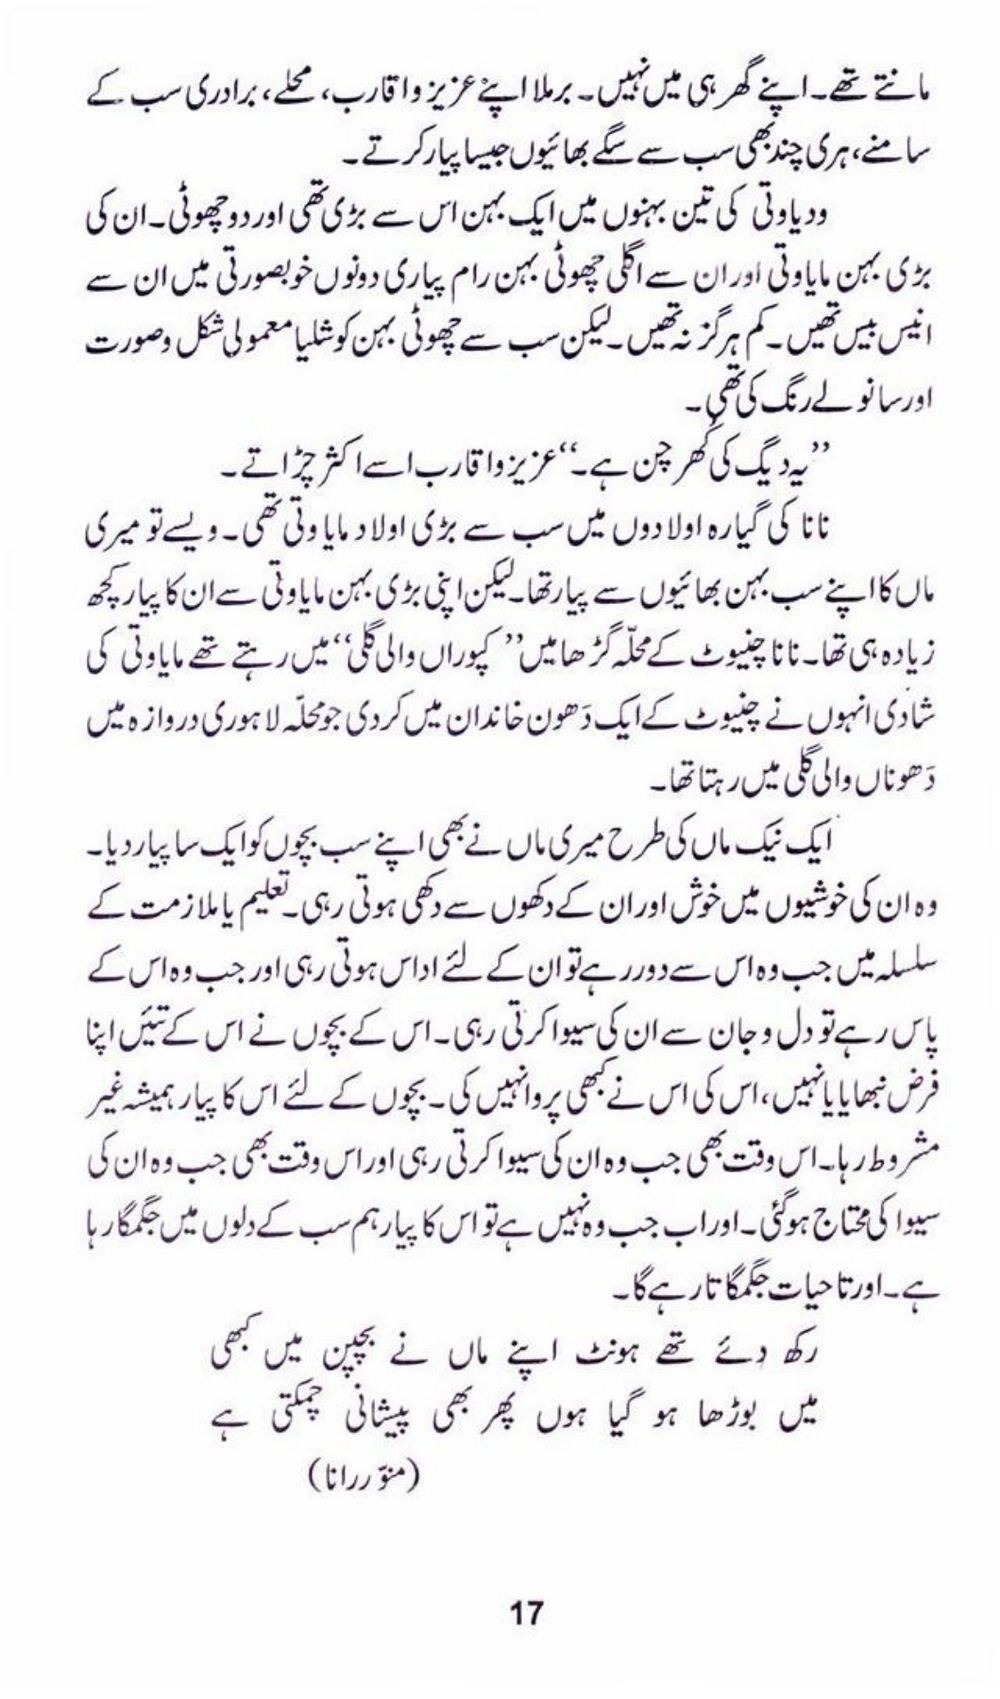 مانتے تھے۔ اپنے گھر ہی میں نہیں۔ برملا اپنے عزیز و اقارب، محلے، برادری سب کے
سامنے، ہری چند بھی سب سے سگے بھائیوں جیسا پیار کرتے۔
ودیاوتی کی تین بہنوں میں ایک بہن اس سے بڑی تھی اور دو چھوٹی۔ ان کی
بڑی بہن مایاوتی اور ان سے اگلی چھوٹی بہن رام پیاری دونوں خوبصورتی میں ان سے
انیس بیس تھیں۔ کم ہرگز نہ تھیں۔ لیکن سب سے چھوٹی بہن کوشلیا معمولی شکل و صورت
اور سانولے رنگ کی تھی۔
”یہ دیگ کی کُھرچن ہے۔“ عزیز و اقارب اسے اکثر چڑاتے۔
نانا کی گیارہ اولادوں میں سب سے بڑی اولاد مایاوتی تھی۔ ویسے تو میری
ماں کا اپنے سب بہن بھائیوں سے پیار تھا۔ لیکن اپنی بڑی بہن مایاوتی سے ان کا پیار کچھ
زیادہ ہی تھا۔ نانا چنیوٹ کے محلّہ گڑھا میں ”کپوراں والی گلی“ میں رہتے تھے مایاوتی کی
شادی انہوں نے چنیوٹ کے ایک دَھون خاندان میں کر دی جو محلّہ لاہوری دروازہ میں
دَھوناں والی گلی میں رہتا تھا۔
ایک نیک ماں کی طرح میری ماں نے بھی اپنے سب بچوں کو ایک سا پیار دیا۔
وہ ان کی خوشیوں میں خوش اور ان کے دکھوں سے دکھی ہوتی رہی۔ تعلیم یا ملازمت کے
سلسلہ میں جب وہ اس سے دور رہے تو ان کے لئے اداس ہوتی رہی اور جب وہ اس کے
پاس رہے تو دل و جان سے ان کی سیوا کرتی رہی۔ اس کے بچوں نے اس کے تئیں اپنا
فرض نبھایا یا نہیں، اس کی اس نے کبھی پروا نہیں کی۔ بچوں کے لئے اس کا پیار ہمیشہ غیر
مشروط رہا۔ اس وقت بھی جب وہ ان کی سیوا کرتی رہی اور اس وقت بھی جب وہ ان کی
سیوا کی محتاج ہوگئی۔ اور اب جب وہ نہیں ہے تو اس کا پیار ہم سب کے دلوں میں جگمگا رہا
ہے۔ اور تا حیات جگمگاتا رہے گا۔
رکھ دئے تھے ہونٹ اپنے ماں نے بچپن میں کبھی
میں بوڑھا ہو گیا ہوں پھر بھی پیشانی چمکتی ہے
(منوّر رانا)
17